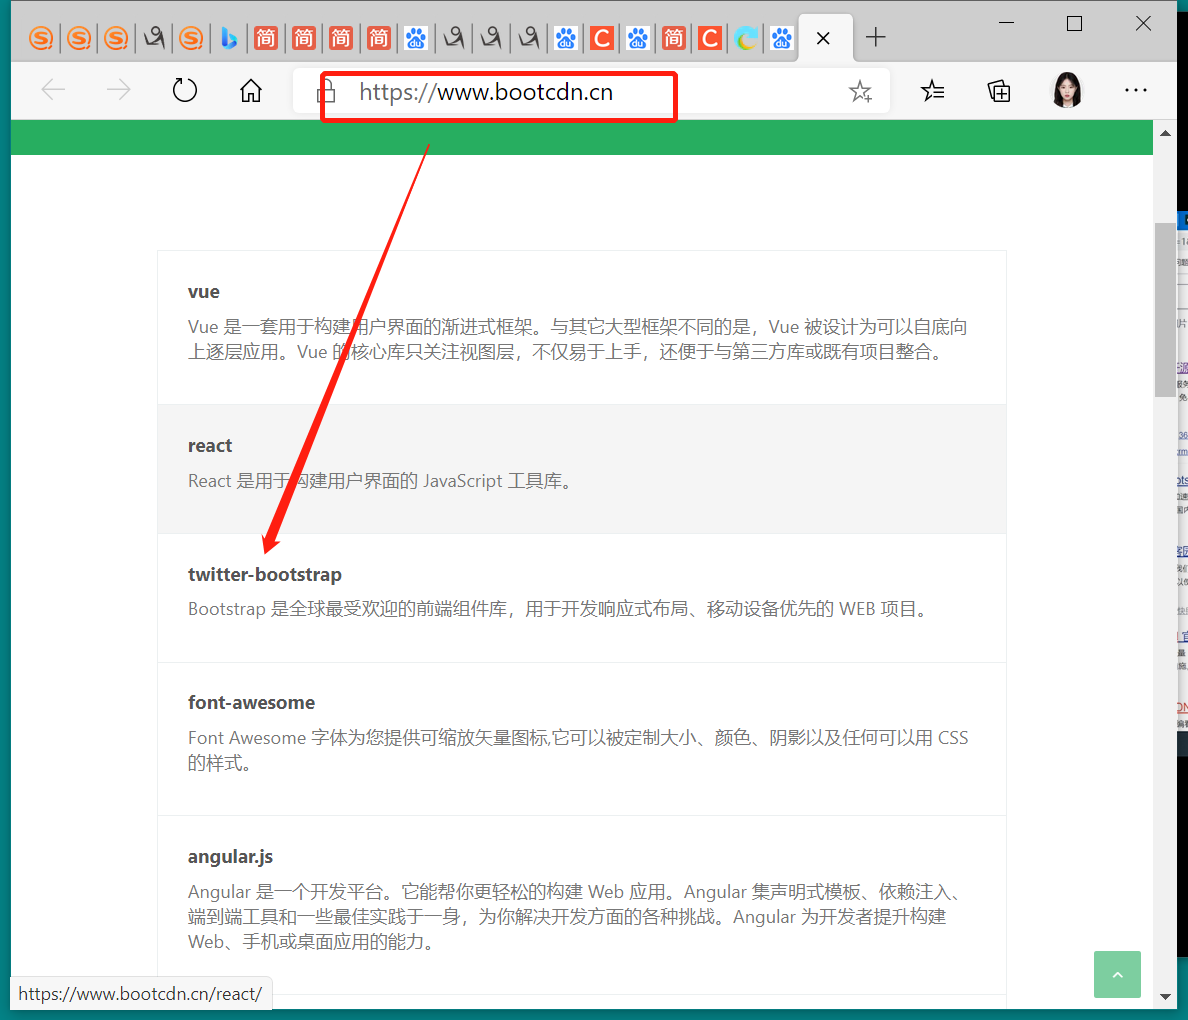 简 简 简 简 du du C du 简 C du
https://www.bootcdn.cn
vue
Vue 是一套用于构建用户界面的渐进式框架。与其它大型框架不同的是，Vue 被设计为可以自底向
上逐层应用。Vue 的核心库只关注视图层，不仅易于上手，还便于与第三方库或既有项目整合。
react
React 是用于构建用户界面的 JavaScript 工具库。
twitter-bootstrap
Bootstrap 是全球最受欢迎的前端组件库，用于开发响应式布局、移动设备优先的 WEB 项目。
font-awesome
Font Awesome 字体为您提供可缩放矢量图标,它可以被定制大小、颜色、阴影以及任何可以用 CSS
的样式。
angular.js
Angular 是一个开发平台。它能帮你更轻松的构建 Web 应用。Angular 集声明式模板、依赖注入、
端到端工具和一些最佳实践于一身，为你解决开发方面的各种挑战。Angular 为开发者提升构建
Web、手机或桌面应用的能力。
https://www.bootcdn.cn/react/